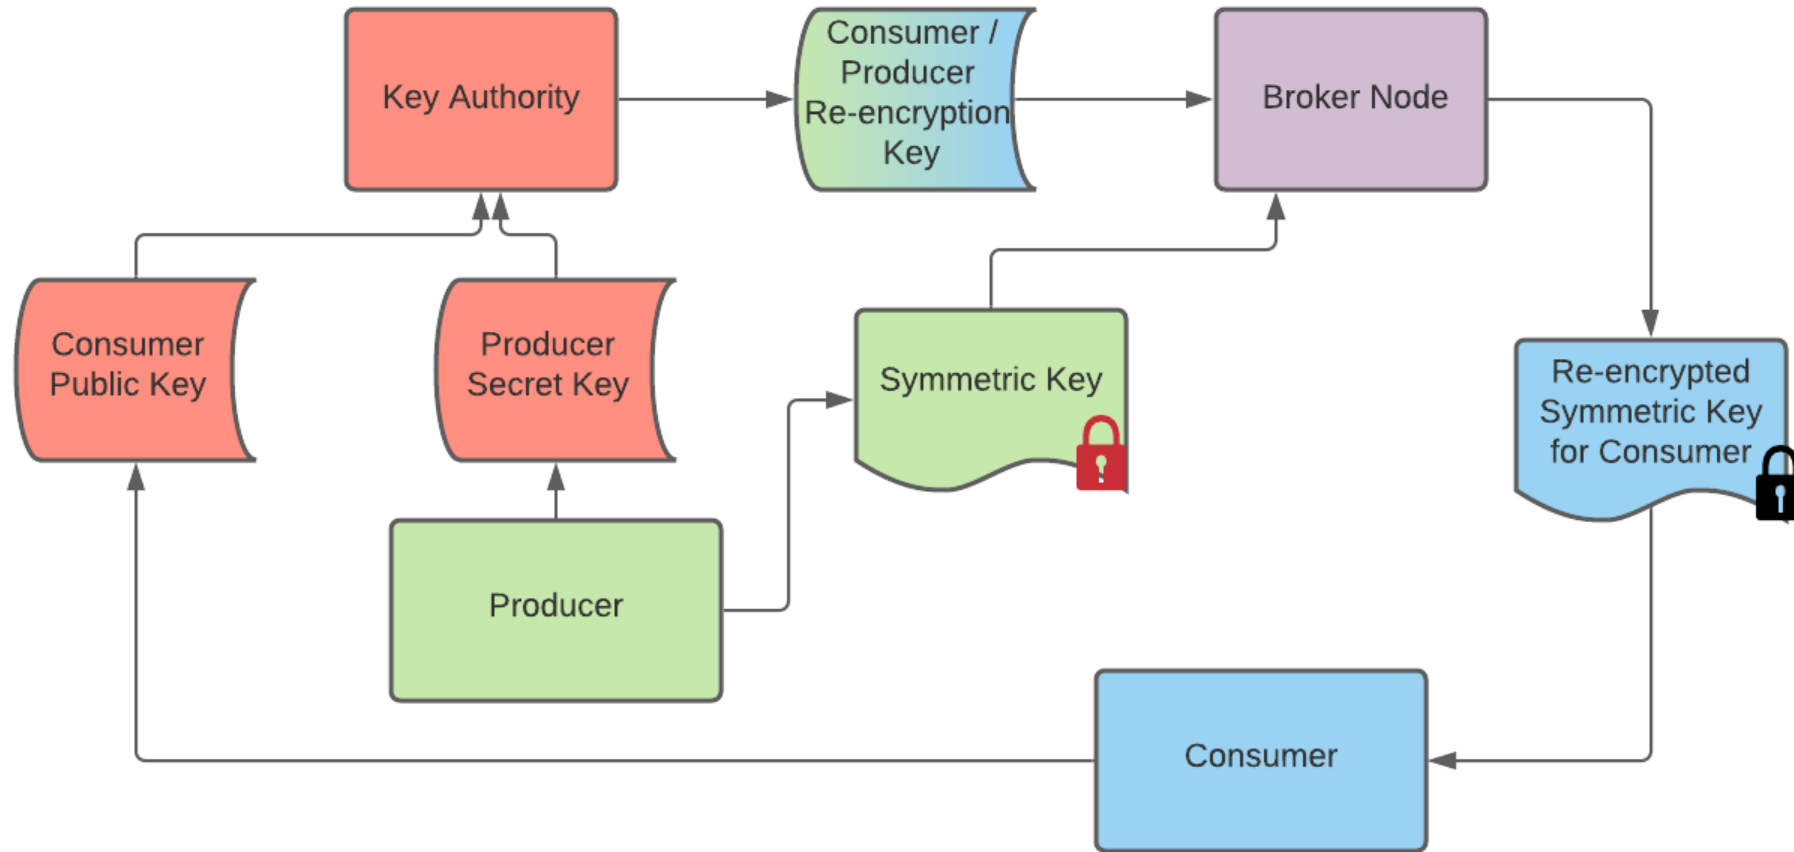 Key Authority
Consumer /
Producer
Re-encryption
Key
Broker Node
Consumer
Public Key
Producer
Secret Key
Symmetric Key
Re-encrypted
Symmetric Key
for Consumer
Producer
Consumer